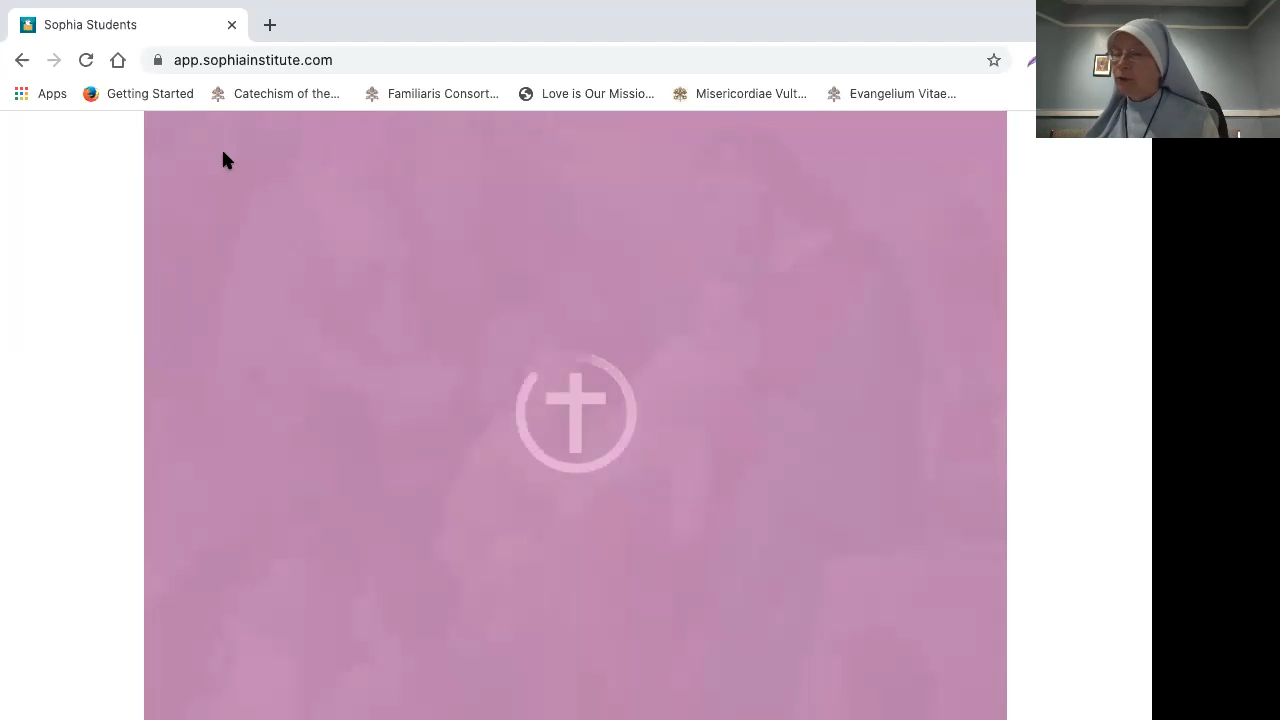 Sophia Students
app.sophiainstitute.com
Apps Getting Started Catechism of the... Familiaris Consort... Love is Our Missio... Misericordiae Vult... Evangelium Vitae...